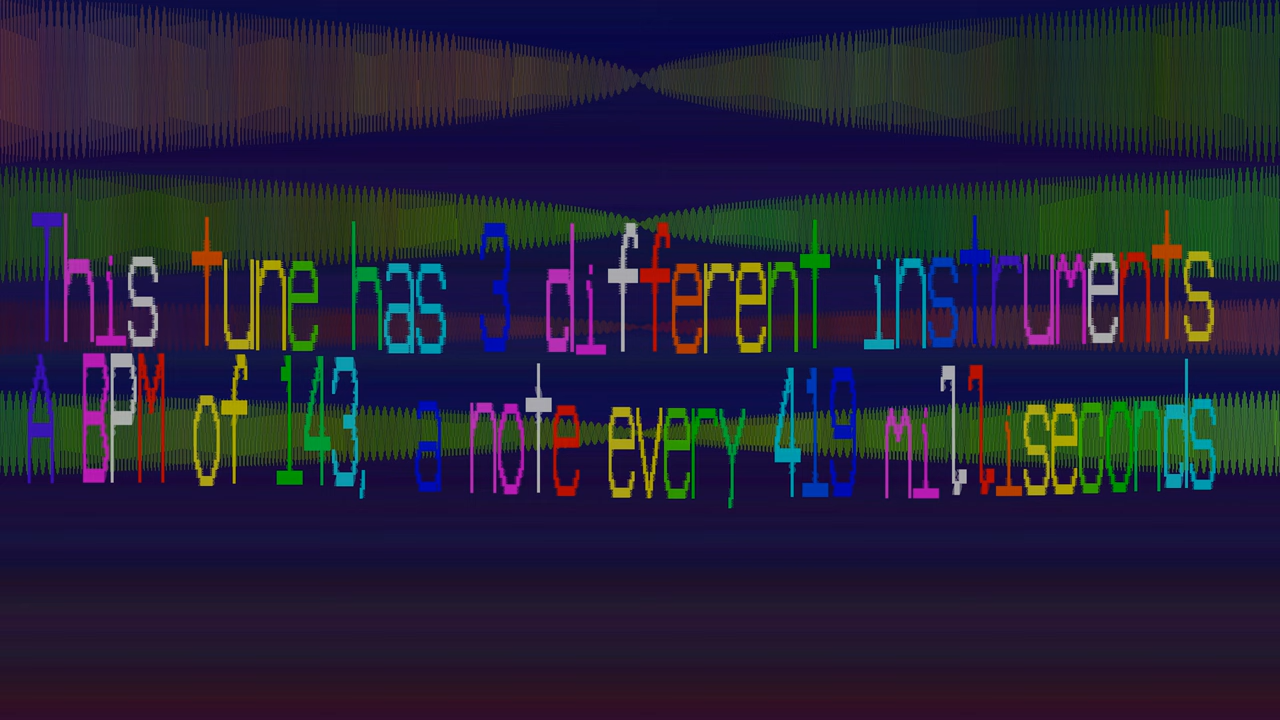 This tune has 3 different instruments
A BPM of 143, a note every 419 milliseconds